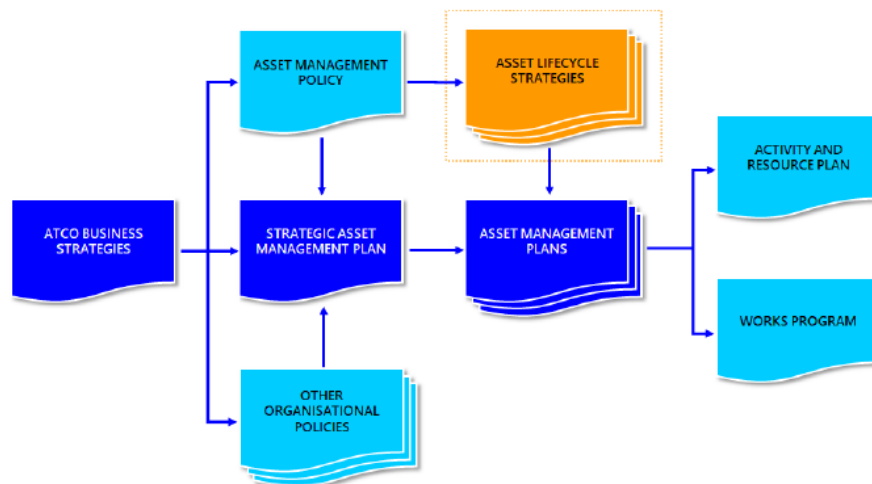 ASSET MANAGEMENT
POLICY
ASSET LIFECYCLE
STRATEGIES
ACTIVITY AND
RESOURCE PLAN
ATCO BUSINESS
STRATEGIES
STRATEGIC ASSET
MANAGEMENT PLAN
ASSET MANAGEMENT
PLANS
WORKS PROGRAM
OTHER
ORGANISATIONAL
POLICIES